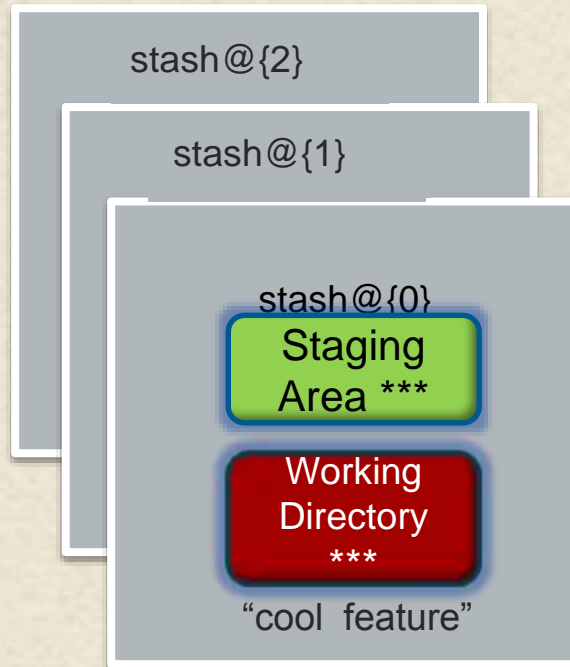 stash@{2}
stash@{1}
stash@{0}
Staging
Area ***
Working
Directory
***
“cool feature”